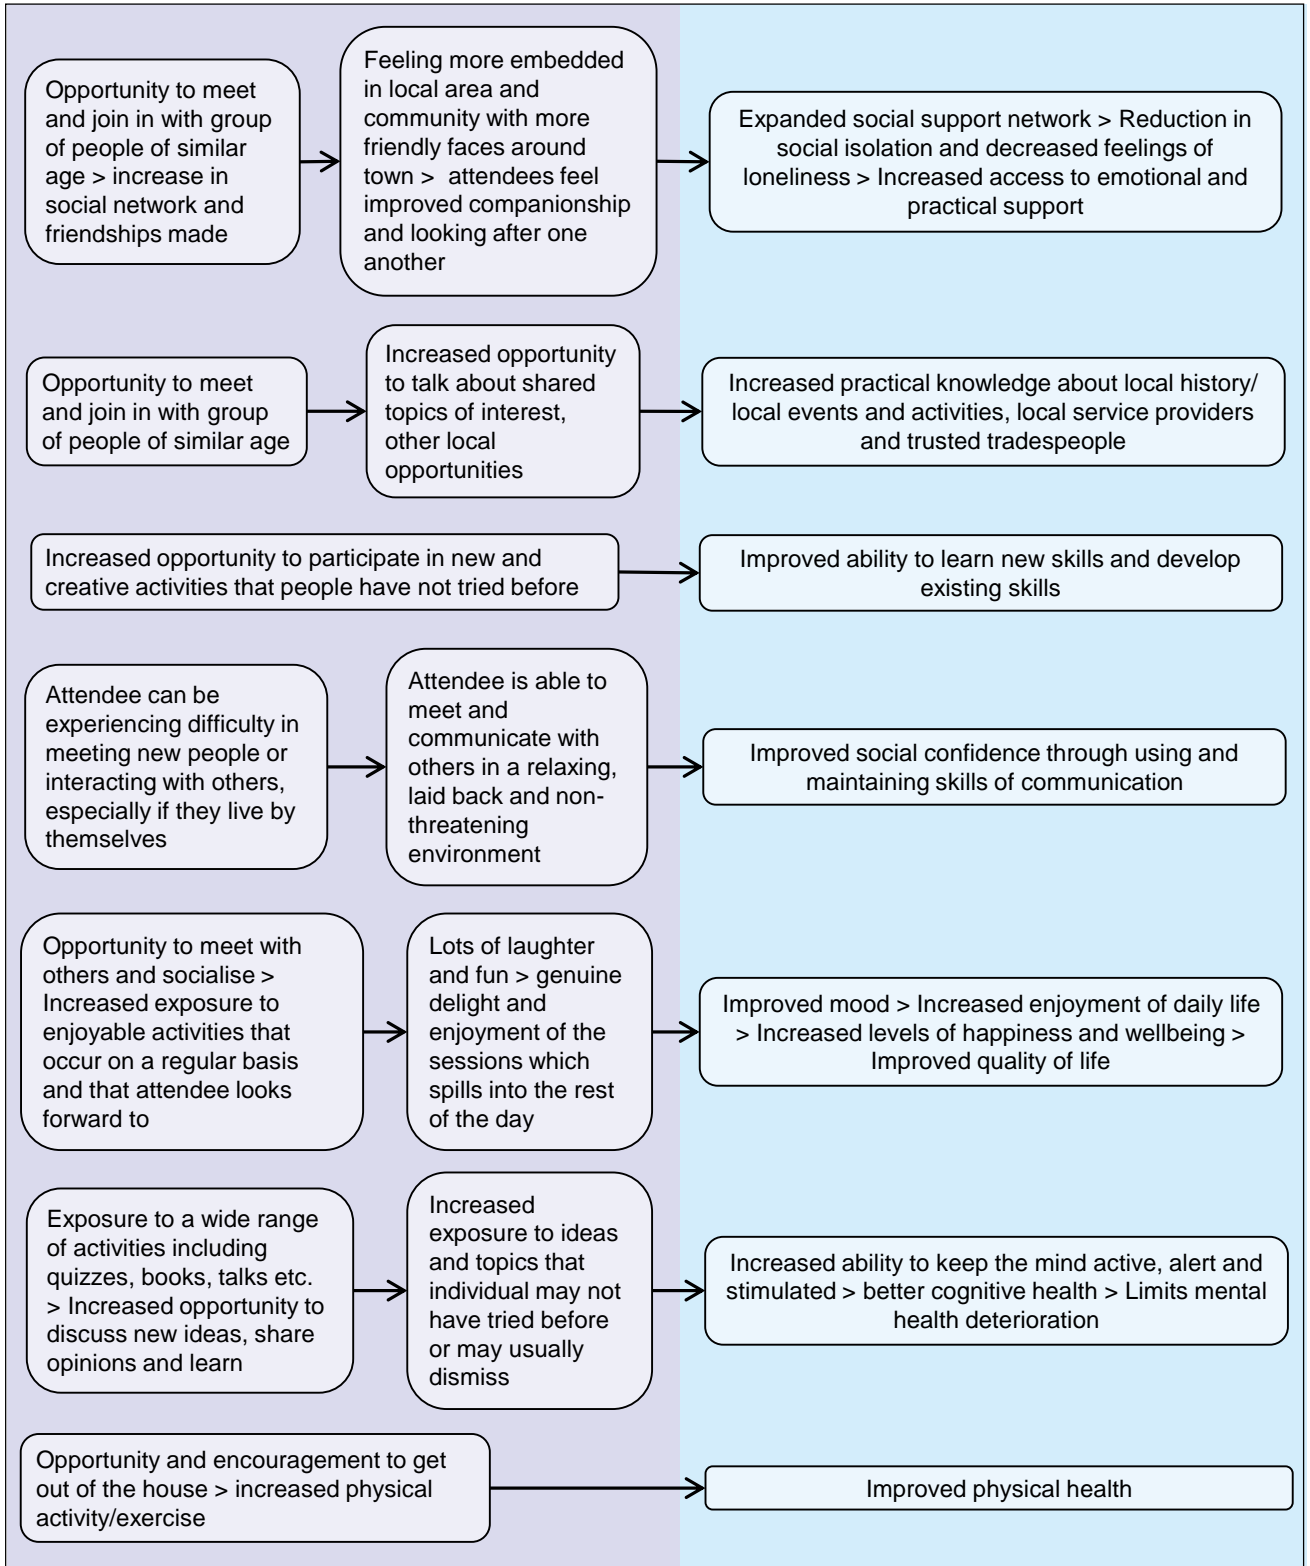 Opportunity to meet
and join in with group
of people of similar
age > increase in
social network and
friendships made
Feeling more embedded
in local area and
community with more
friendly faces around
town > attendees feel
improved companionship
and looking after one
another
Expanded social support network > Reduction in
social isolation and decreased feelings of
loneliness > Increased access to emotional and
practical support
Opportunity to meet
and join in with group
of people of similar age
Increased opportunity
to talk about shared
topics of interest,
other local
opportunities
Increased practical knowledge about local history/
local events and activities, local service providers
and trusted tradespeople
Increased opportunity to participate in new and
creative activities that people have not tried before
Improved ability to learn new skills and develop
existing skills
Attendee can be
experiencing difficulty in
meeting new people or
interacting with others,
especially if they live by
themselves
Attendee is able to
meet and
communicate with
others in a relaxing,
laid back and non-
threatening
environment
Improved social confidence through using and
maintaining skills of communication
Opportunity to meet with
others and socialise >
Increased exposure to
enjoyable activities that
occur on a regular basis
and that attendee looks
forward to
Lots of laughter
and fun > genuine
delight and
enjoyment of the
sessions which
spills into the rest
of the day
Improved mood > Increased enjoyment of daily life
> Increased levels of happiness and wellbeing >
Improved quality of life
Exposure to a wide range
of activities including
quizzes, books, talks etc.
> Increased opportunity to
discuss new ideas, share
opinions and learn
Increased
exposure to ideas
and topics that
individual may not
have tried before
or may usually
dismiss
Increased ability to keep the mind active, alert and
stimulated > better cognitive health > Limits mental
health deterioration
Opportunity and encouragement to get
out of the house > increased physical
activity/exercise
Improved physical health